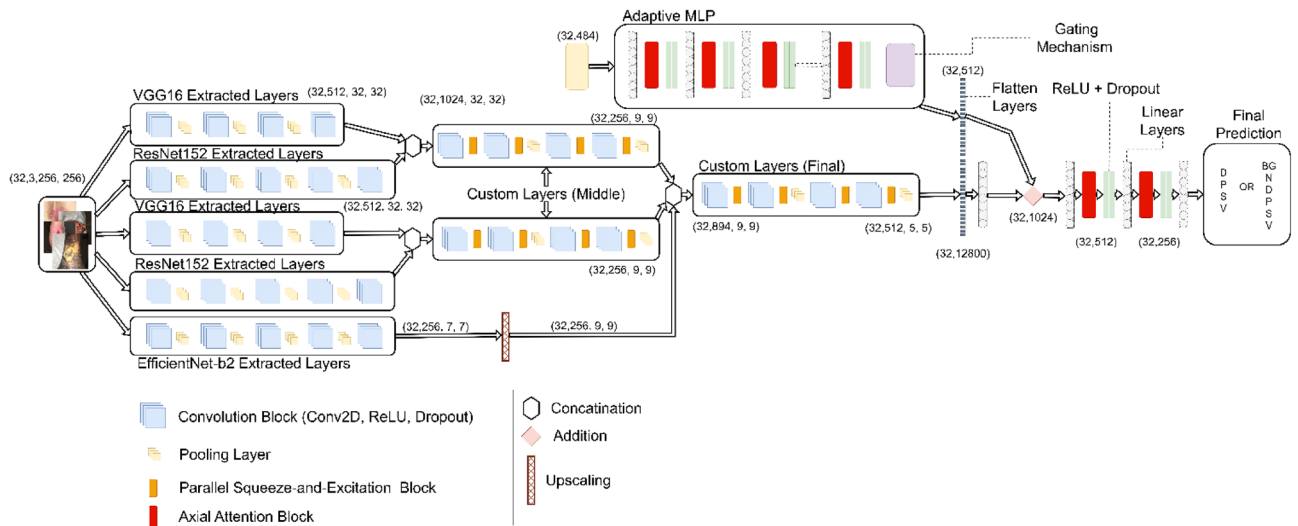 Adaptive MLP
(32,484)
Gating
Mechanism
(32,512)
Flatten
Layers
ReLU + Dropout
Linear
Layers
Final
Prediction
VGG16 Extracted Layers
(32,512, 32, 32)
(32,1024, 32, 32)
(32,256, 9, 9)
ResNet152 Extracted Layers
(32,3,256, 256)
(32,512, 32, 32)
Custom Layers (Middle)
Custom Layers (Final)
(32,894, 9, 9)
(32,512, 5, 5)
(32,1024)
(32,512)
(32,256)
(32,12800)
D
P
S
V
OR
BG
N
D
P
S
V
VGG16 Extracted Layers
ResNet152 Extracted Layers
(32,256, 9, 9)
(32,256, 7, 7)
(32,256, 9, 9)
EfficientNet-b2 Extracted Layers
Convolution Block (Conv2D, ReLU, Dropout)
Pooling Layer
Parallel Squeeze-and-Excitation Block
Axial Attention Block
Concatination
Addition
Upscaling